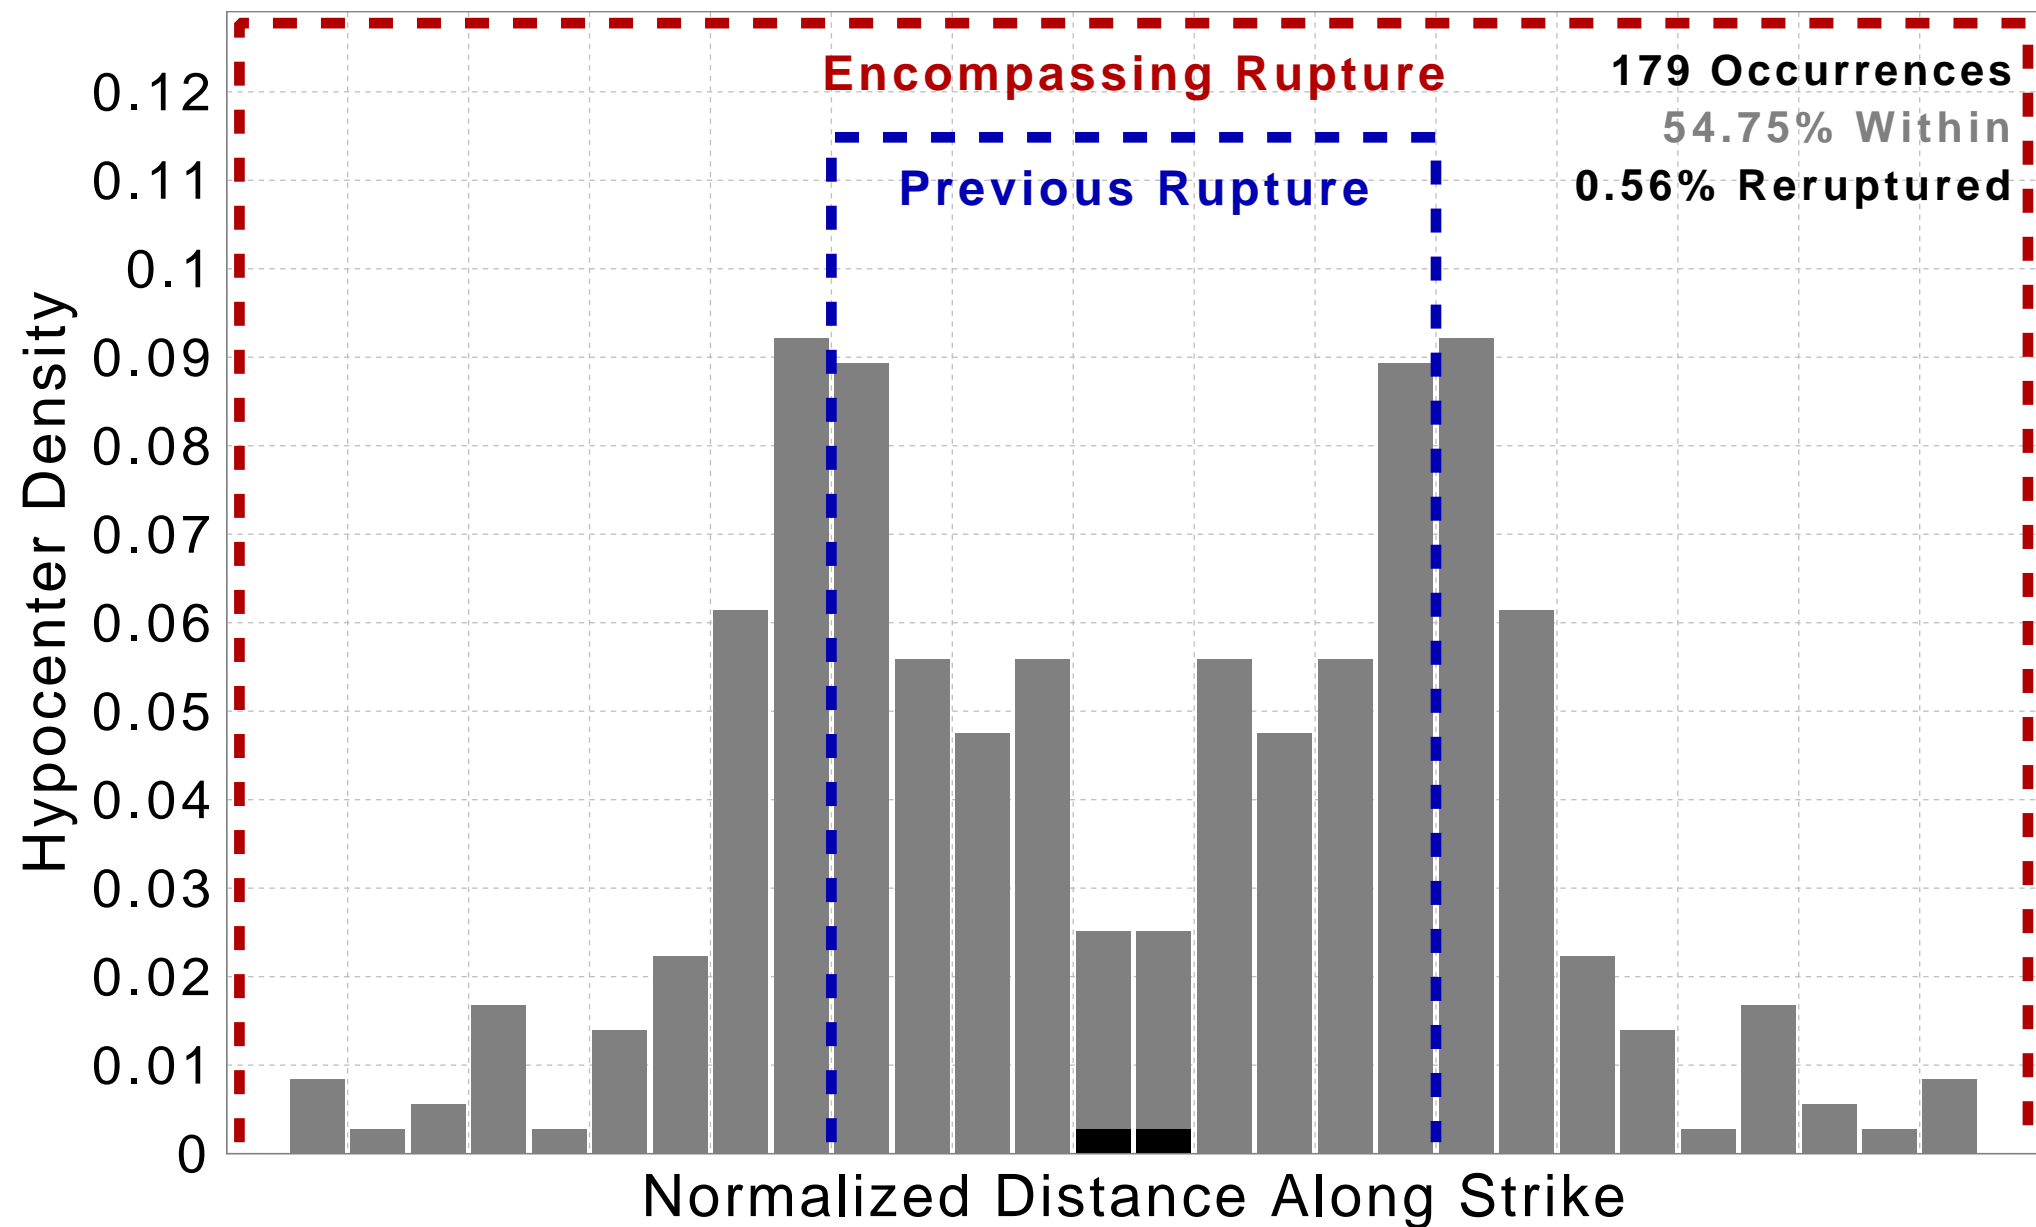 Encompassing Rupture
179 Occurrences
54.75% Within
Previous Rupture
0.56% Reruptured
0.12
0.11
0.1
0.09
0.08
0.07
0.06
0.05
0.04
0.03
0.02
0.01
0
Hypocenter Density
Normalized Distance Along Strike